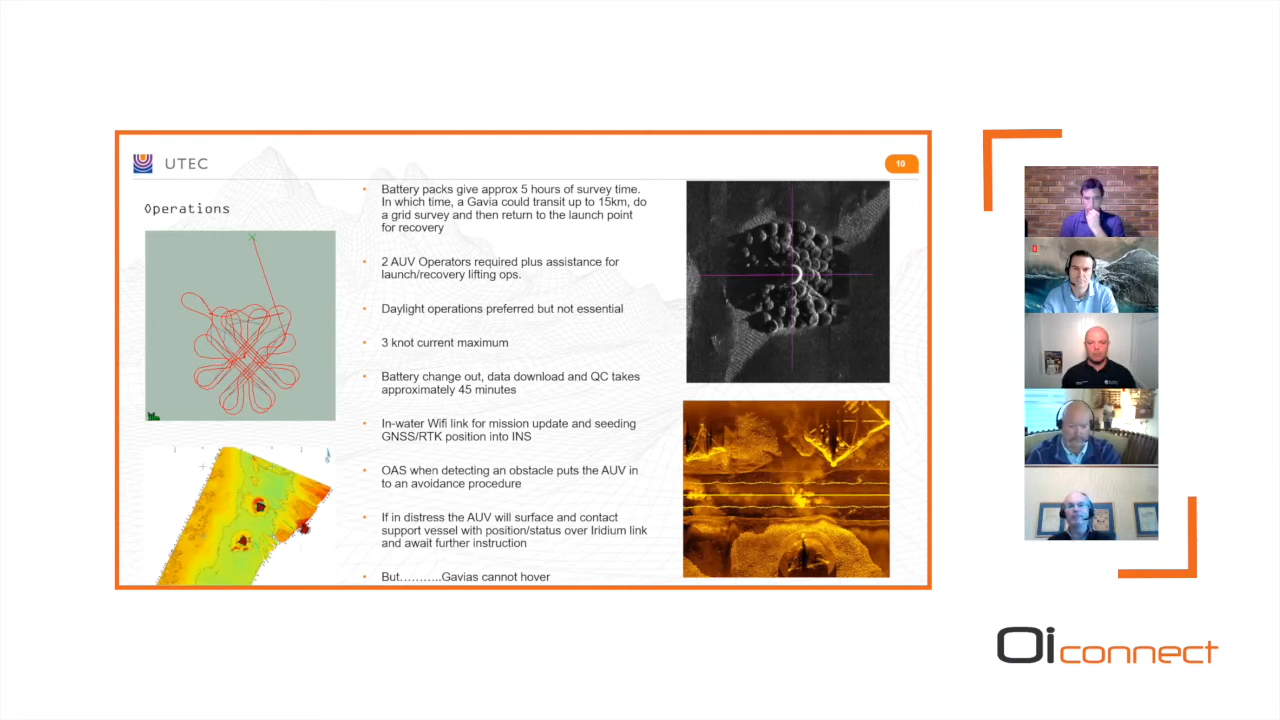 UTEC
10
Operations
• Battery packs give approx 5 hours of survey time.
In which time, a Gavia could transit up to 15km, do
a grid survey and then return to the launch point
for recovery
• 2 AUV Operators required plus assistance for
launch/recovery lifting ops.
• Daylight operations preferred but not essential
• 3 knot current maximum
• Battery change out, data download and QC takes
approximately 45 minutes
• In-water Wifi link for mission update and seeding
GNSS/RTK position into INS
• OAS when detecting an obstacle puts the AUV in
to an avoidance procedure
• If in distress the AUV will surface and contact
support vessel with position/status over Iridium link
and await further instruction
• But………..Gavias cannot hover
Oi connect